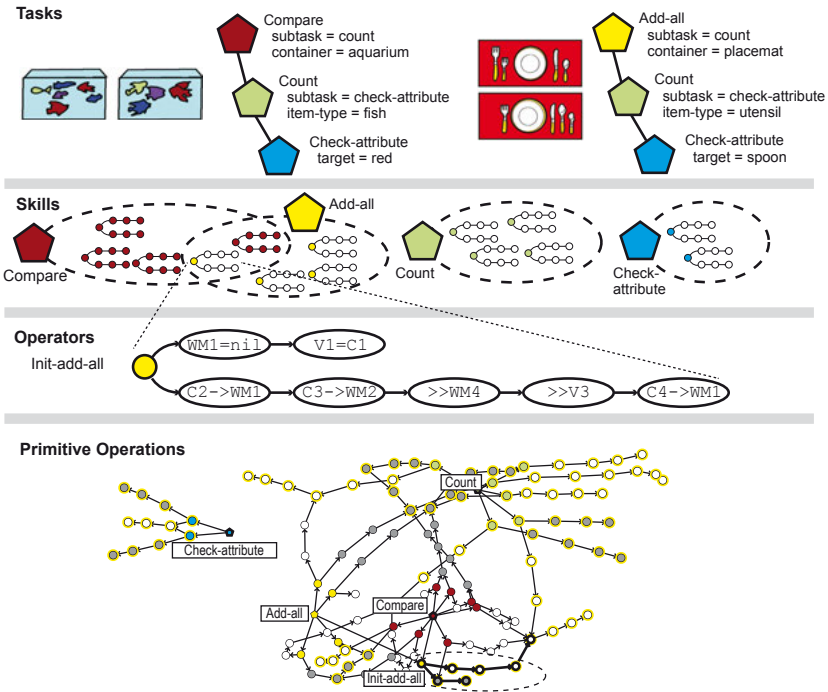 Tasks
Compare
subtask = count
container = aquarium
Count
subtask = check-attribute
item-type = fish
Check-attribute
target = red
Add-all
subtask = count
container = placemat
Count
subtask = check-attribute
item-type = utensil
Check-attribute
target = spoon
Skills
Compare
Add-all
Count
Check-
attribute
Operators
Init-add-all
WM1=nil
V1=C1
C2->WM1
C3->WM2
>>WM4
>>V3
C4->WM1
Primitive Operations
Count
Check-attribute
Add-all
Compare
Init-add-all